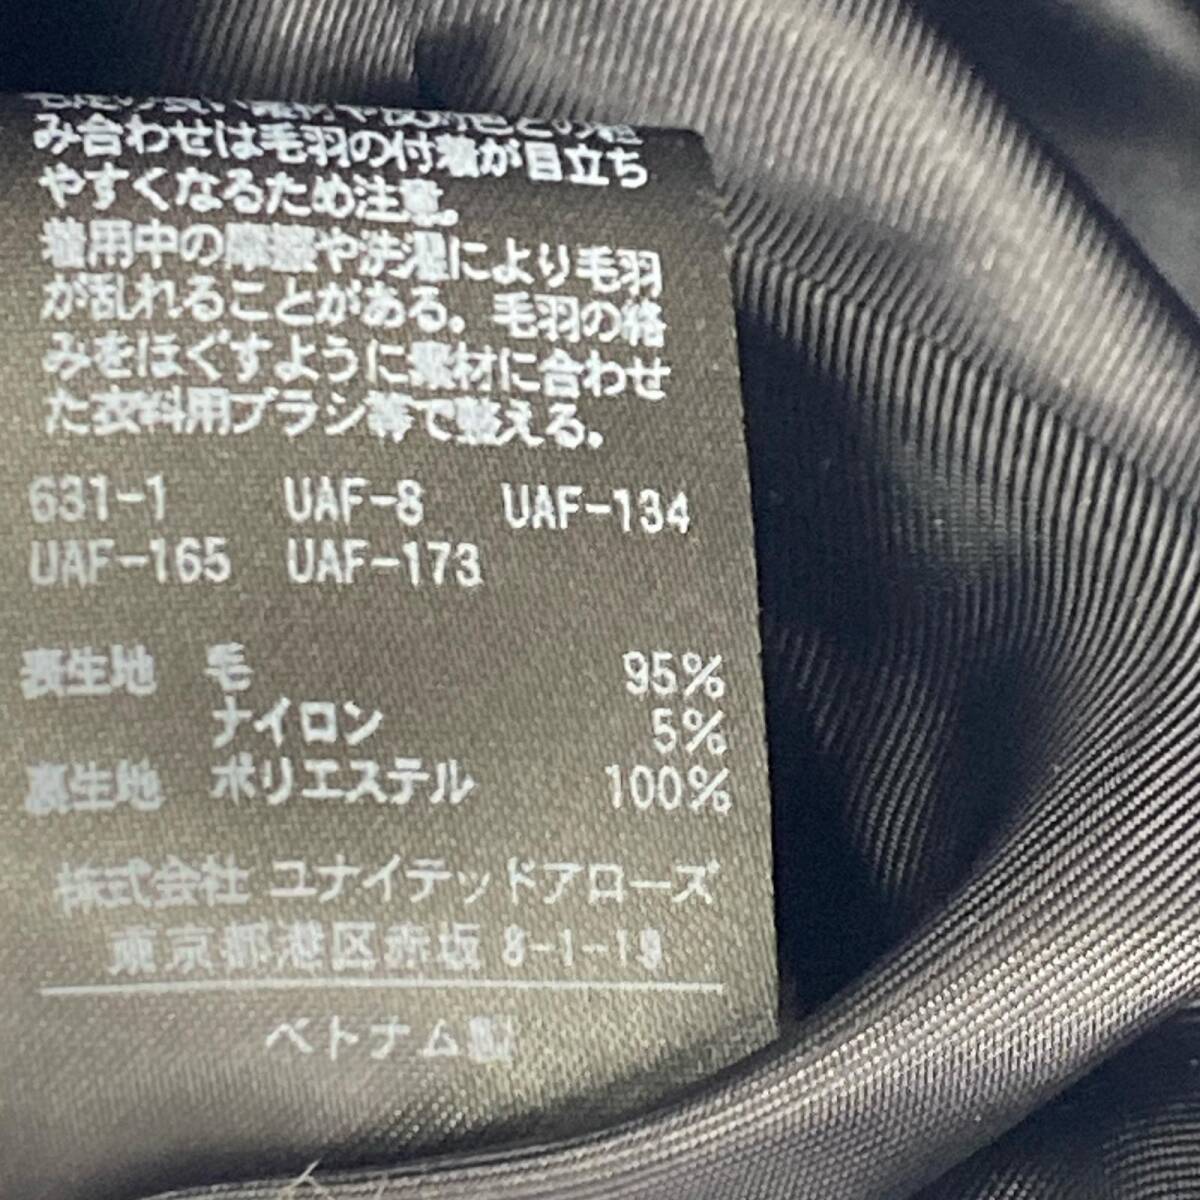 み合わせは毛羽の付着が目立ち
やすくなるため注意。
着用中の摩擦や洗濯により毛羽
が乱れることがある。毛羽の絡
みをほぐすように素材に合わせ
た衣料用ブラシ等で整える。
631-1 UAF-8 UAF-134
UAF-165 UAF-173
表生地 毛 95%
ナイロン 5%
裏生地 ポリエステル 100%
株式会社 ユナイテッドアローズ
東京都港区赤坂 8-1-19
ベトナム製